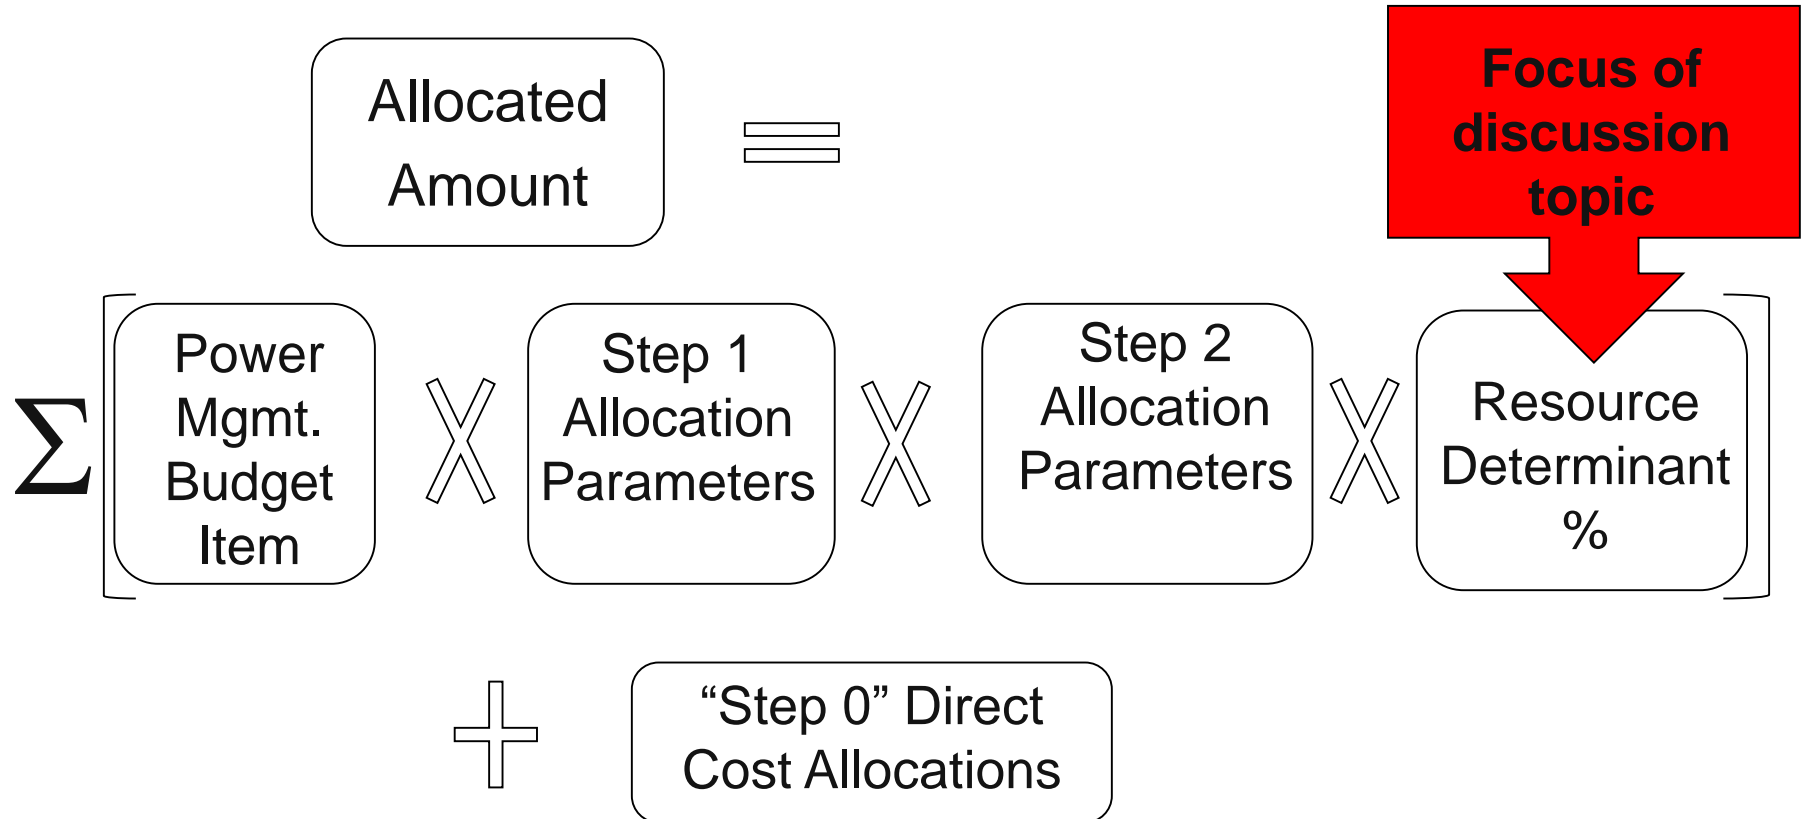 Allocated
Amount
=
Focus of
discussion
topic
Σ
[
Power
Mgmt.
Budget
Item
X
Step 1
Allocation
Parameters
X
Step 2
Allocation
Parameters
X
Resource
Determinant
%
]
+
“Step 0” Direct
Cost Allocations